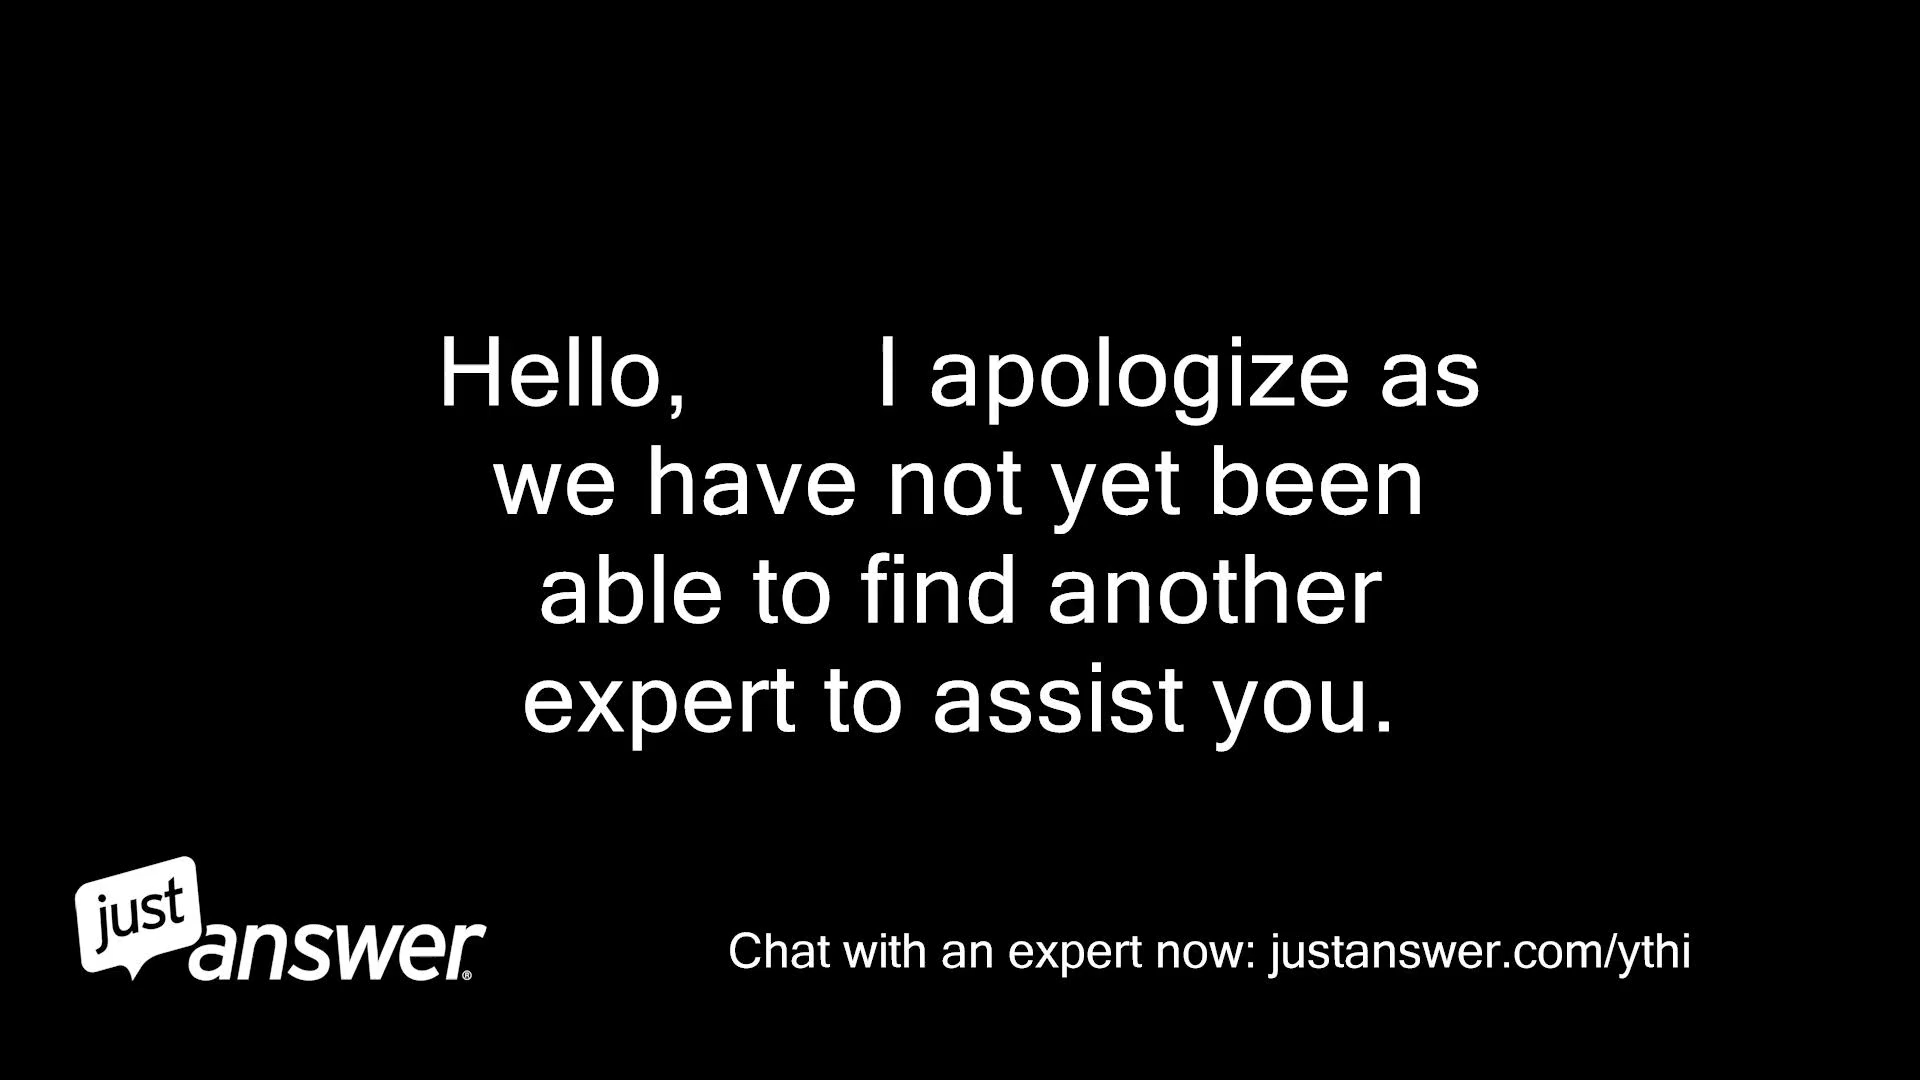 Hello, I apologize as
we have not yet been
able to find another
expert to assist you.
just
answer®
Chat with an expert now: justanswer.com/ythi